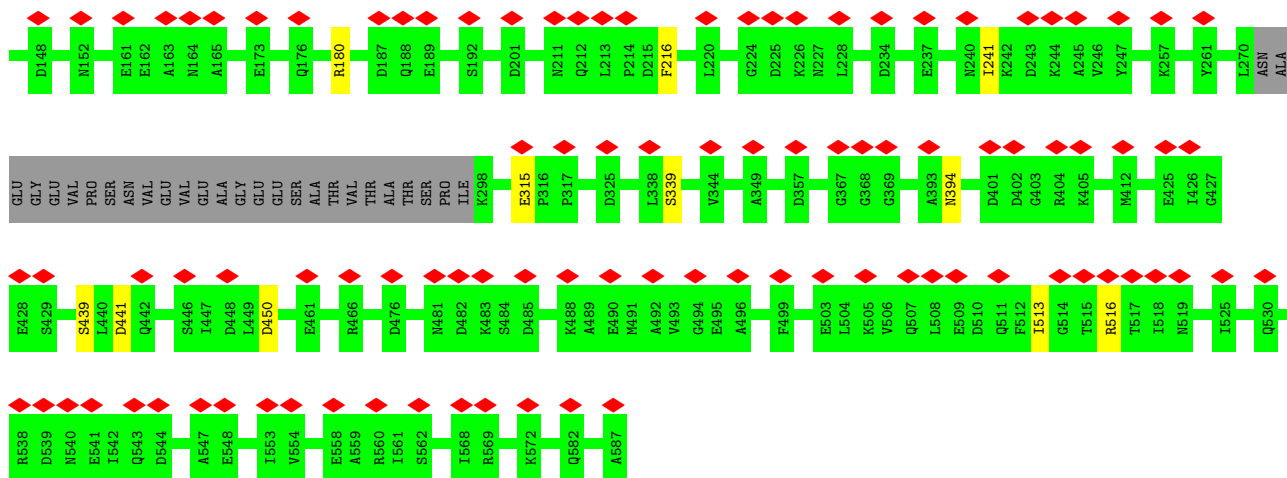 D148 N152 E161 E162 A163 N164 A165 E173 Q176 R180 D187 Q188 E189 S192 D201 N211 Q212 L213 P214 D215 F216 L220 G224 D225 K226 N227 L228 D234 E237 N240 I241 K242 D243 K244 A245 V246 Y247 K257 Y261 L270 ASN ALA
GLU GLY GLU VAL PRO SER ASN VAL GLU VAL GLU ALA GLY GLU GLU SER ALA THR VAL THR ALA THR SER PRO ILE K298 E315 P316 P317 D325 L338 S339 V344 A349 D357 G367 G368 G369 A393 N394 D401 D402 G403 R404 K405 M412 E425 I426 G427
E428 S429 S439 L440 D441 Q442 S446 I447 D448 L449 D450 E461 R466 D476 N481 D482 K483 S484 D485 K488 A489 E490 M491 A492 V493 G494 E495 A496 F499 E503 L504 K505 V506 Q507 L508 E509 D510 Q511 F512 I513 G514 T515 R516 T517 I518 N519 I525 Q530
R538 D539 N540 E541 I542 Q543 D544 A547 E548 I553 V554 E558 A559 R560 I561 S562 I568 R569 K572 Q582 A587